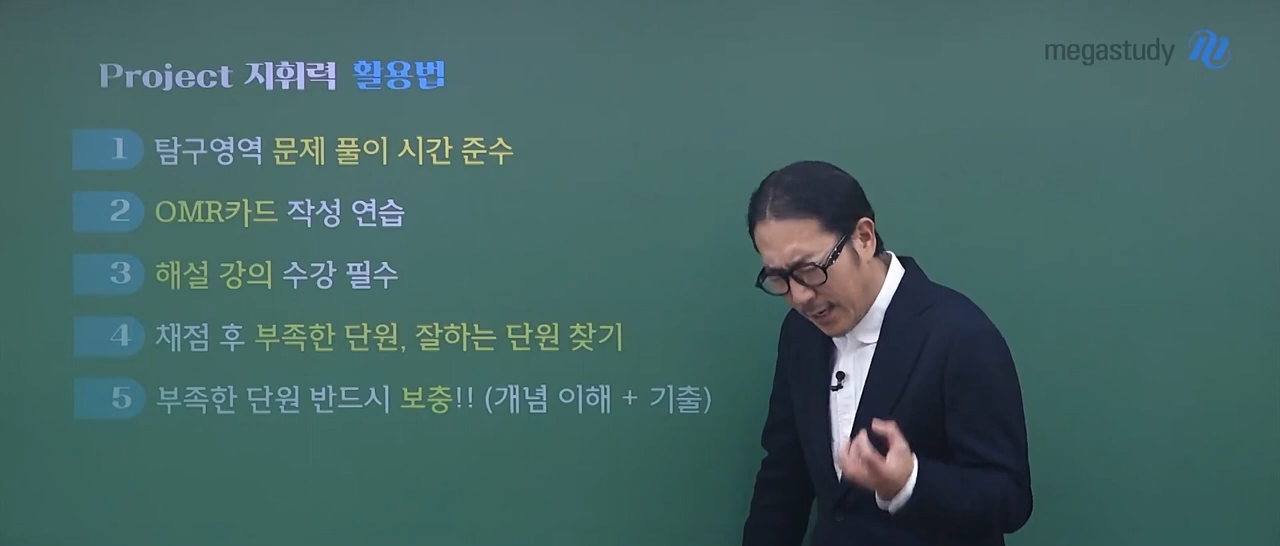 megastudy
Project 지휘력 활용법
1 탐구영역 문제 풀이 시간 준수
2 OMR카드 작성 연습
3 해설 강의 수강 필수
4 채점 후 부족한 단원, 잘하는 단원 찾기
5 부족한 단원 반드시 보충!! (개념 이해 + 기출)